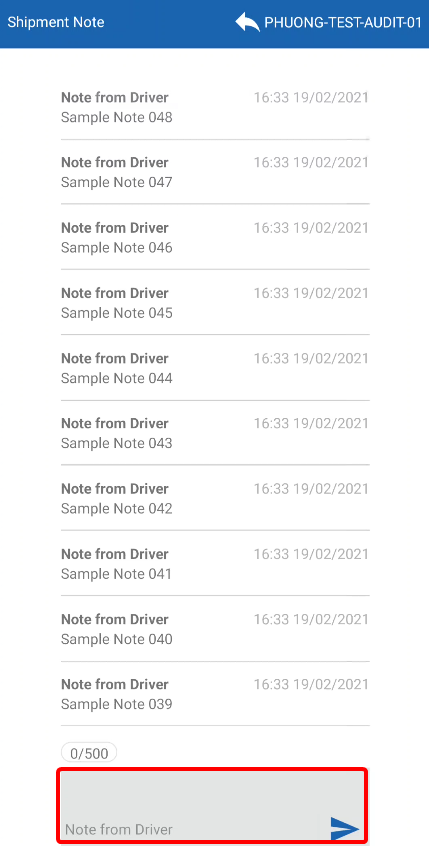 Shipment Note PHUONG-TEST-AUDIT-01
Note from Driver 16:33 19/02/2021
Sample Note 048
Note from Driver 16:33 19/02/2021
Sample Note 047
Note from Driver 16:33 19/02/2021
Sample Note 046
Note from Driver 16:33 19/02/2021
Sample Note 045
Note from Driver 16:33 19/02/2021
Sample Note 044
Note from Driver 16:33 19/02/2021
Sample Note 043
Note from Driver 16:33 19/02/2021
Sample Note 042
Note from Driver 16:33 19/02/2021
Sample Note 041
Note from Driver 16:33 19/02/2021
Sample Note 040
Note from Driver 16:33 19/02/2021
Sample Note 039
0/500
Note from Driver